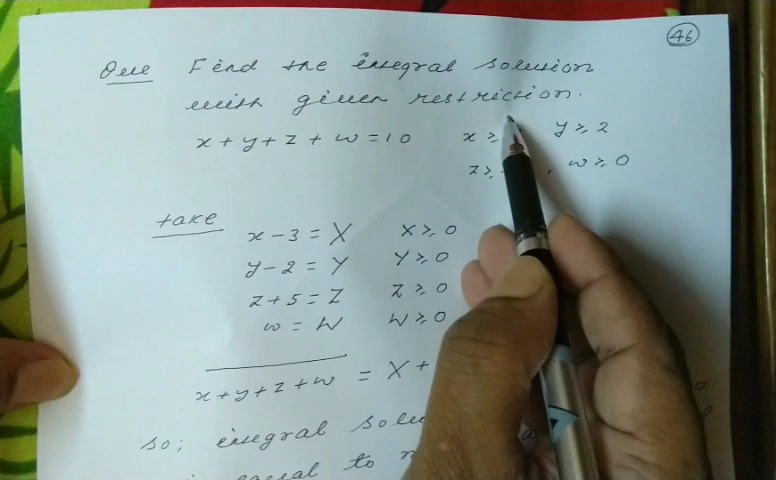 46
Que Find the integral solution
with given restriction.
x + y + z + w = 10 x ≥ y ≥ 2
z ≥ , w ≥ 0
take
x - 3 = X X ≥ 0
y - 2 = Y Y ≥ 0
z + 5 = Z Z ≥ 0
w = W W ≥ 0
x + y + z + w = X +
so; integral
equal to